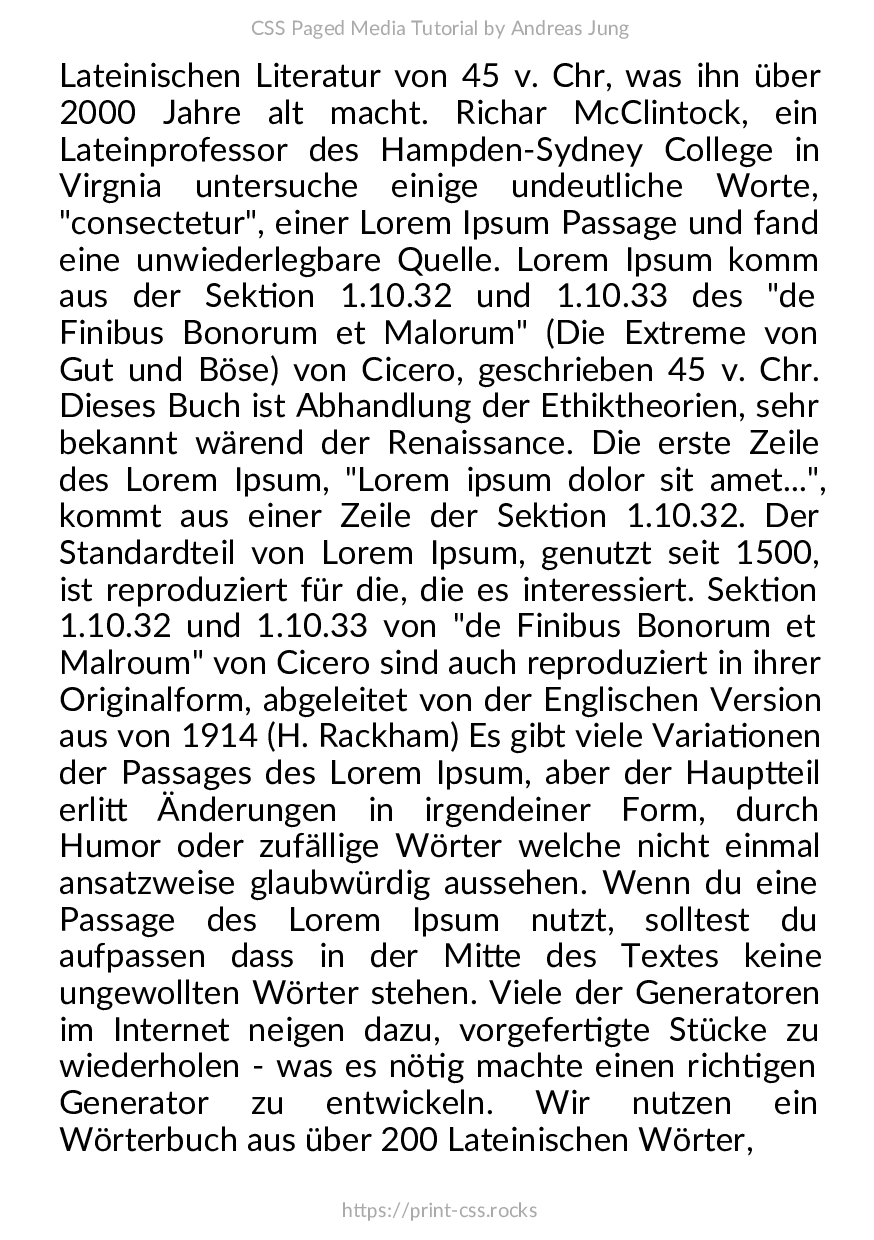 CSS Paged Media Tutorial by Andreas Jung
Lateinischen Literatur von 45 v. Chr, was ihn über
2000 Jahre alt macht. Richar McClintock, ein
Lateinprofessor des Hampden-Sydney College in
Virgnia untersuche einige undeutliche Worte,
"consectetur", einer Lorem Ipsum Passage und fand
eine unwiederlegbare Quelle. Lorem Ipsum komm
aus der Sektion 1.10.32 und 1.10.33 des "de
Finibus Bonorum et Malorum" (Die Extreme von
Gut und Böse) von Cicero, geschrieben 45 v. Chr.
Dieses Buch ist Abhandlung der Ethiktheorien, sehr
bekannt wärend der Renaissance. Die erste Zeile
des Lorem Ipsum, "Lorem ipsum dolor sit amet...",
kommt aus einer Zeile der Sektion 1.10.32. Der
Standardteil von Lorem Ipsum, genutzt seit 1500,
ist reproduziert für die, die es interessiert. Sektion
1.10.32 und 1.10.33 von "de Finibus Bonorum et
Malroum" von Cicero sind auch reproduziert in ihrer
Originalform, abgeleitet von der Englischen Version
aus von 1914 (H. Rackham) Es gibt viele Variationen
der Passages des Lorem Ipsum, aber der Hauptteil
erlitt Änderungen in irgendeiner Form, durch
Humor oder zufällige Wörter welche nicht einmal
ansatzweise glaubwürdig aussehen. Wenn du eine
Passage des Lorem Ipsum nutzt, solltest du
aufpassen dass in der Mitte des Textes keine
ungewollten Wörter stehen. Viele der Generatoren
im Internet neigen dazu, vorgefertigte Stücke zu
wiederholen - was es nötig machte einen richtigen
Generator zu entwickeln. Wir nutzen ein
Wörterbuch aus über 200 Lateinischen Wörter,
https://print-css.rocks